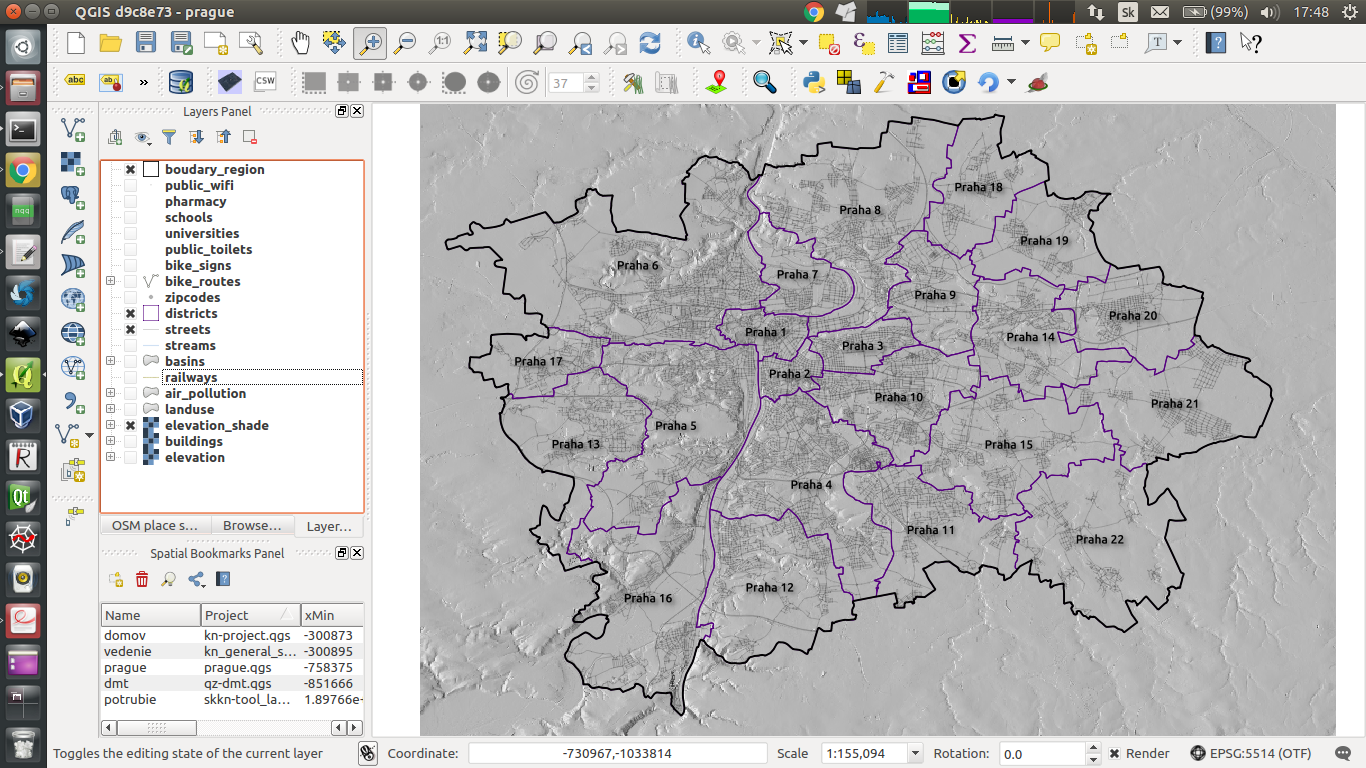 QGIS d9c8e73 - prague
Sk
(99%)
17:48
1:1
T
?
abc
ab
»
CSW
37
Layers Panel
boudary_region
public_wifi
pharmacy
schools
universities
public_toilets
bike_signs
bike_routes
zipcodes
districts
streets
streams
basins
railways
air_pollution
landuse
elevation_shade
buildings
elevation
OSM place s...
Browse...
Layer...
Spatial Bookmarks Panel
Name Project xMin
domov kn-project.qgs -300873
vedenie kn_general_s... -300895
prague prague.qgs -758375
dmt qz-dmt.qgs -851666
potrubie skkn-tool_la... 1.89766e-
Praha 18
Praha 8
Praha 19
Praha 6
Praha 7
Praha 9
Praha 20
Praha 1
Praha 14
Praha 3
Praha 17
Praha 2
Praha 10
Praha 21
Praha 5
Praha 13
Praha 15
Praha 4
Praha 11
Praha 22
Praha 12
Praha 16
Toggles the editing state of the current layer
Coordinate: -730967,-1033814
Scale 1:155,094
Rotation: 0.0
Render
EPSG:5514 (OTF)